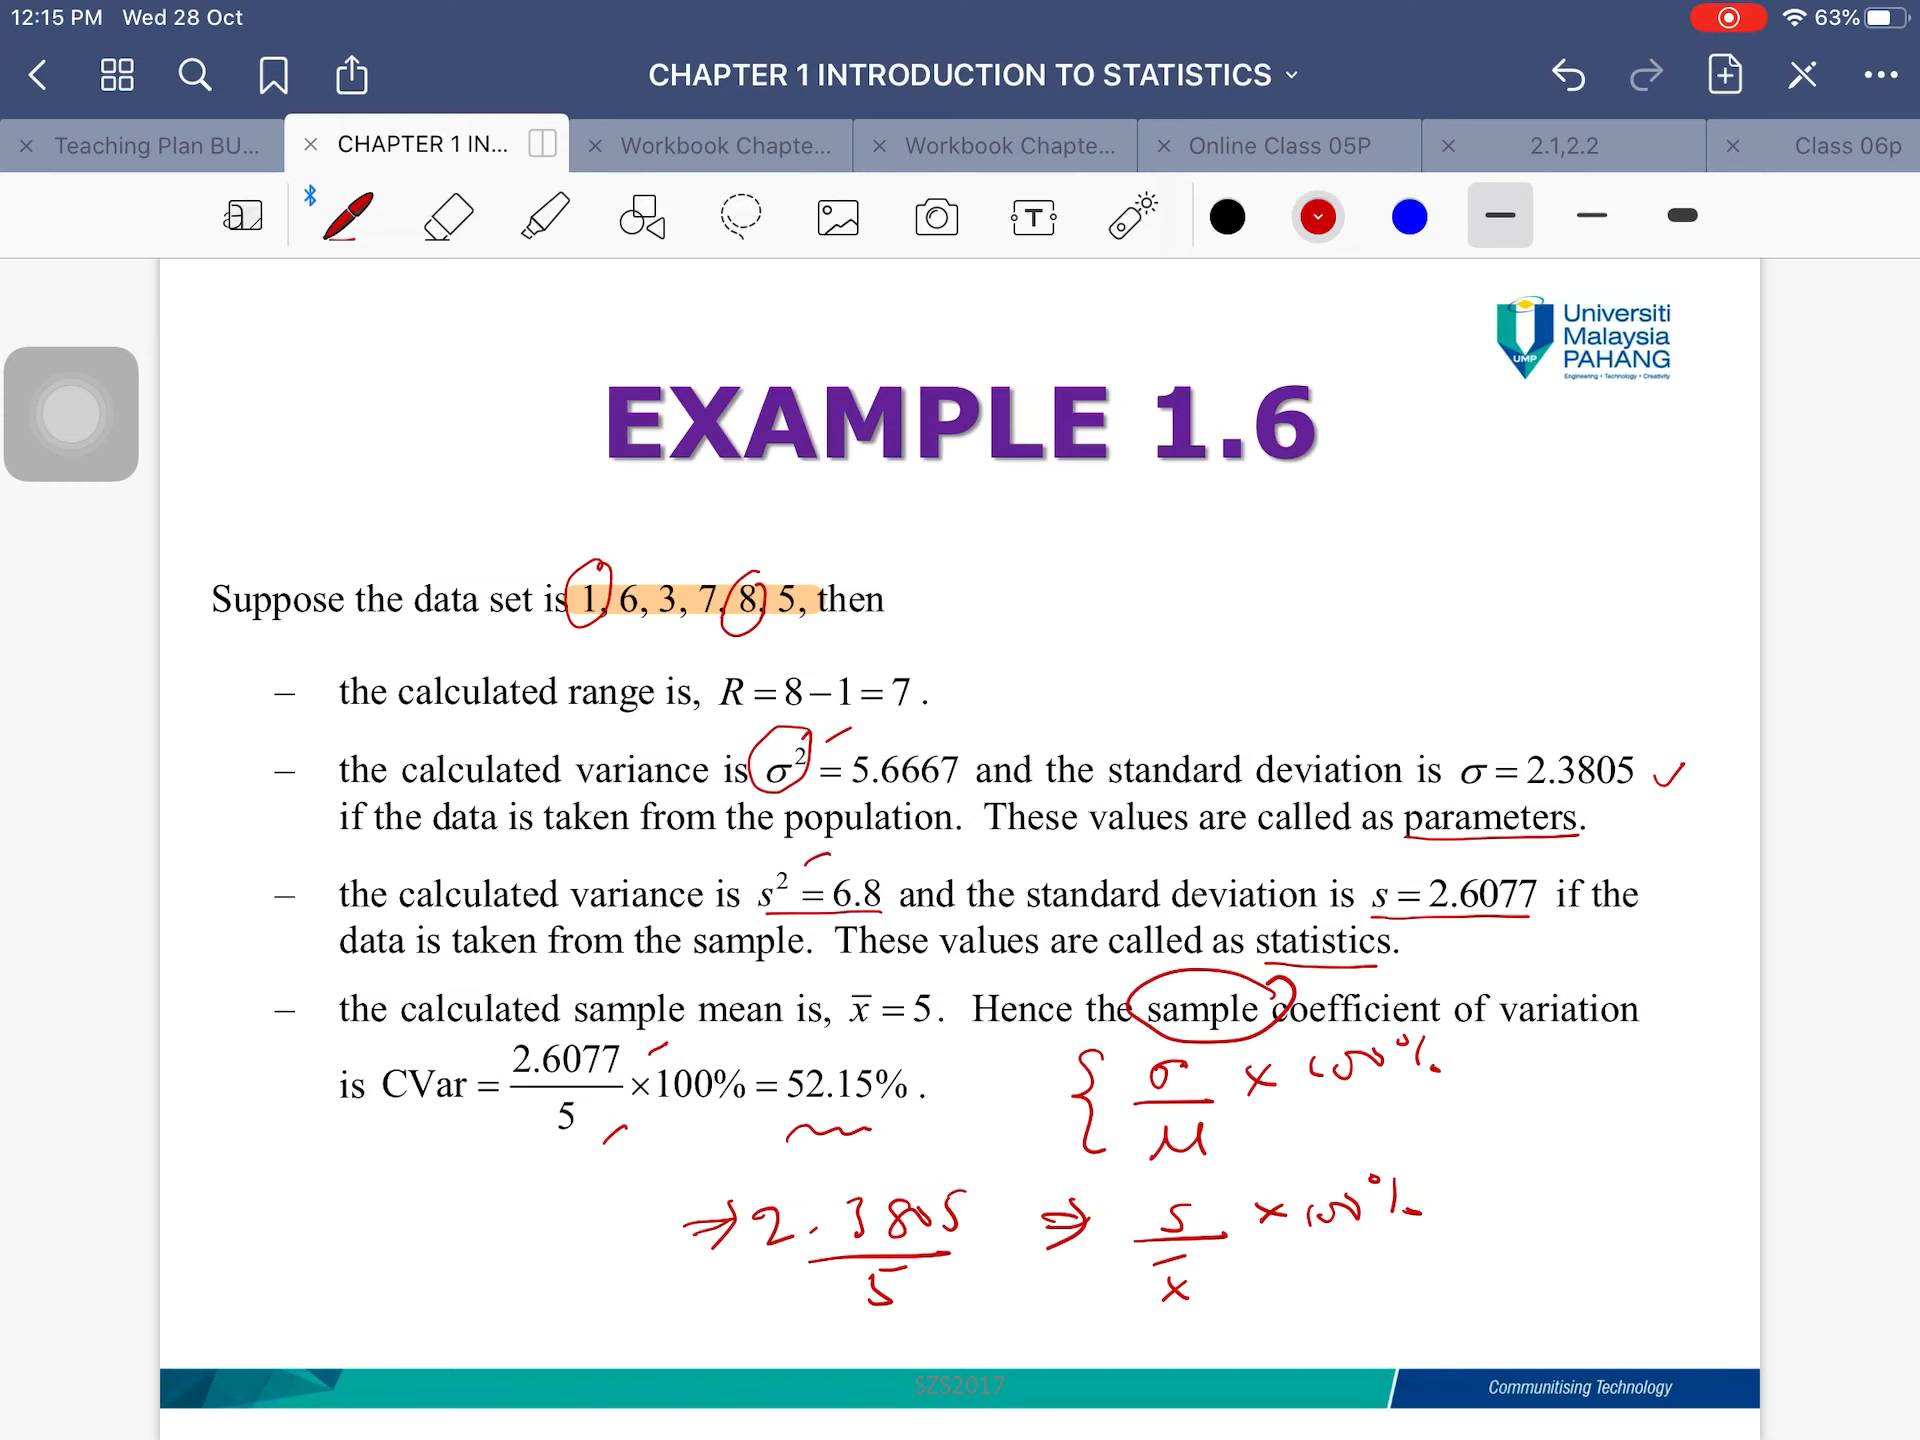 12:15 PM Wed 28 Oct
63%
CHAPTER 1 INTRODUCTION TO STATISTICS
Teaching Plan BU...
CHAPTER 1 IN...
Workbook Chapte...
Workbook Chapte...
Online Class 05P
2.1,2.2
Class 06p
Universiti
Malaysia
PAHANG
Engineering • Technology • Creativity
UMP
EXAMPLE 1.6
Suppose the data set is 1, 6, 3, 7, 8, 5, then
– the calculated range is, R = 8 – 1 = 7 .
– the calculated variance is σ² = 5.6667 and the standard deviation is σ = 2.3805 ✓
if the data is taken from the population. These values are called as parameters.
– the calculated variance is s² = 6.8 and the standard deviation is s = 2.6077 if the
data is taken from the sample. These values are called as statistics.
– the calculated sample mean is, x̅ = 5. Hence the sample coefficient of variation
is CVar = 2.6077/5 × 100% = 52.15% .
{ σ/μ × 100%
⇒ 2.3805/5 ⇒ s/x̅ × 100%
SZS2017
Communitising Technology